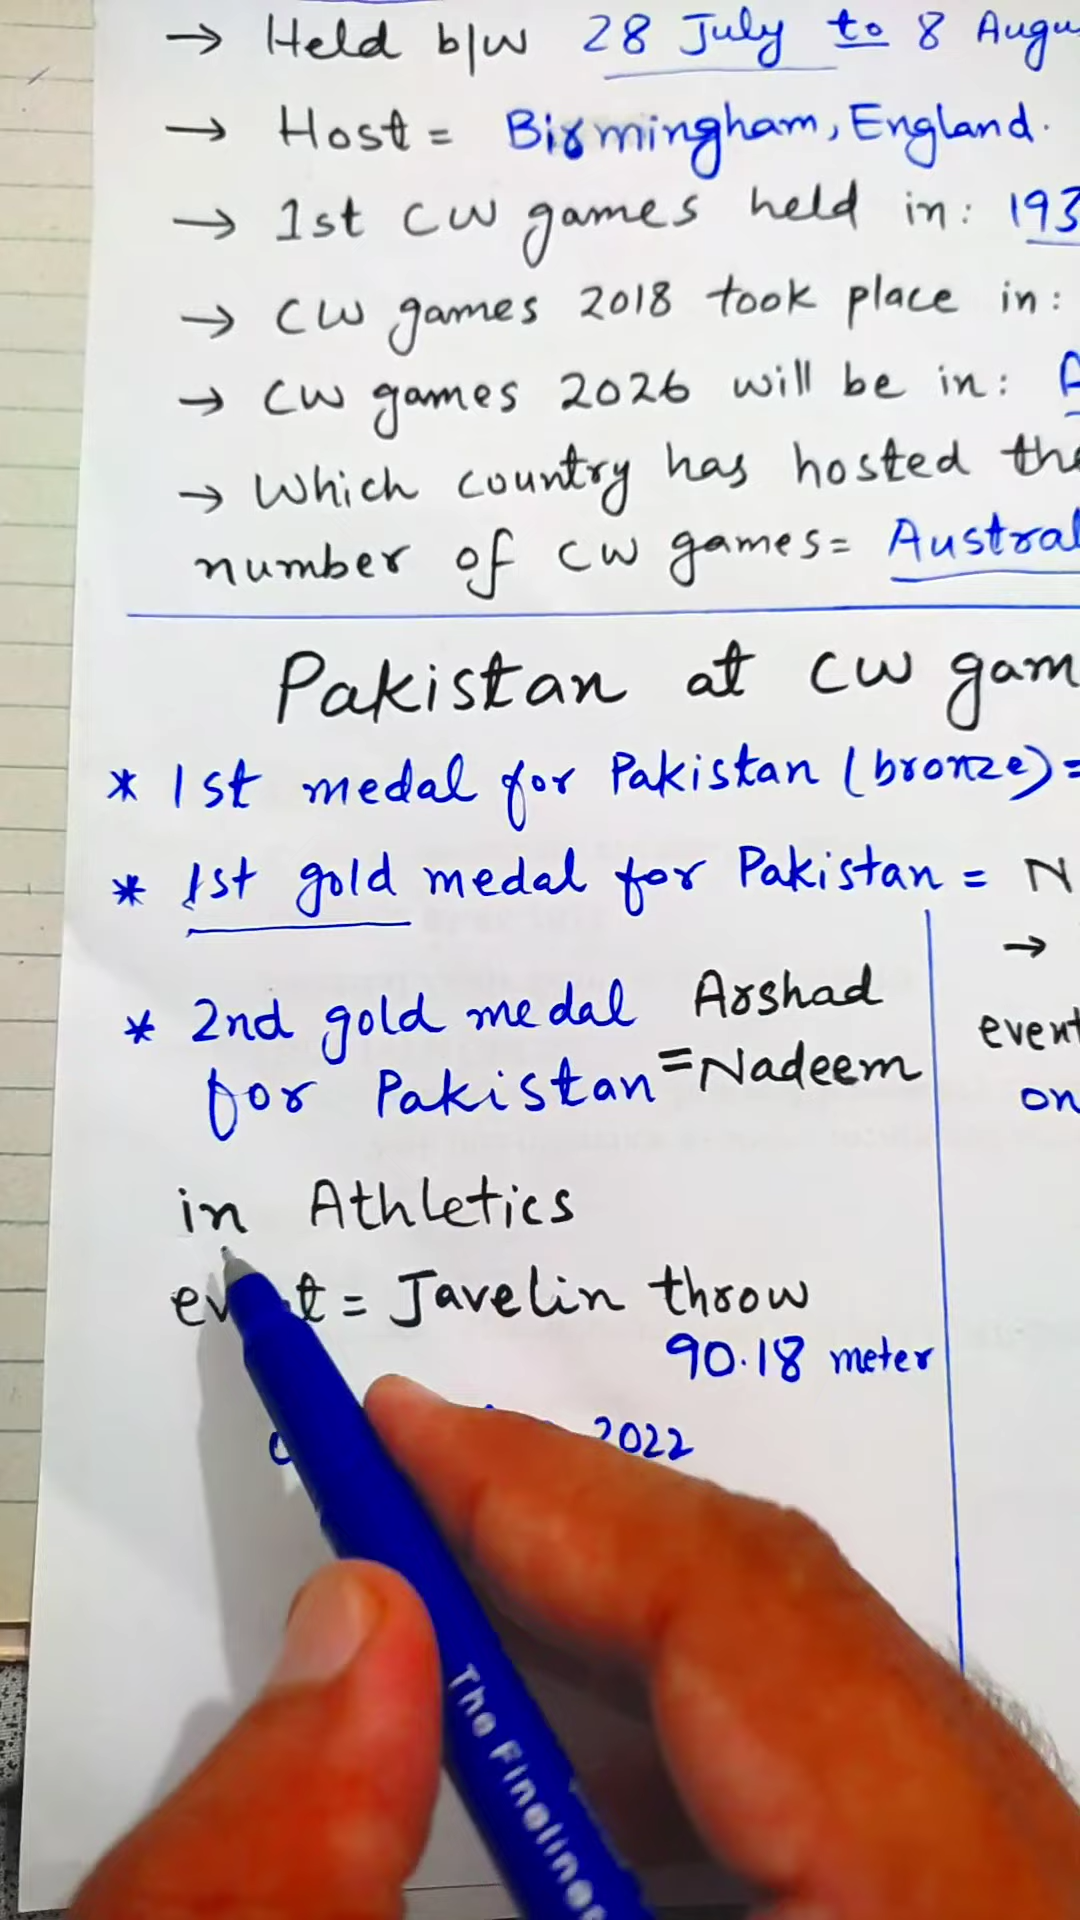 → Held b/w 28 July to 8 Augu
→ Host = Birmingham, England.
→ 1st CW games held in: 193
→ CW games 2018 took place in:
→ CW games 2026 will be in: A
→ Which country has hosted the
number of CW games = Austral
Pakistan at CW gam
* 1st medal for Pakistan (bronze) =
* 1st gold medal for Pakistan = N
→
event
on
* 2nd gold medal Arshad
for Pakistan = Nadeem
in Athletics
event = Javelin throw
90.18 meter
2022
The Fineliner